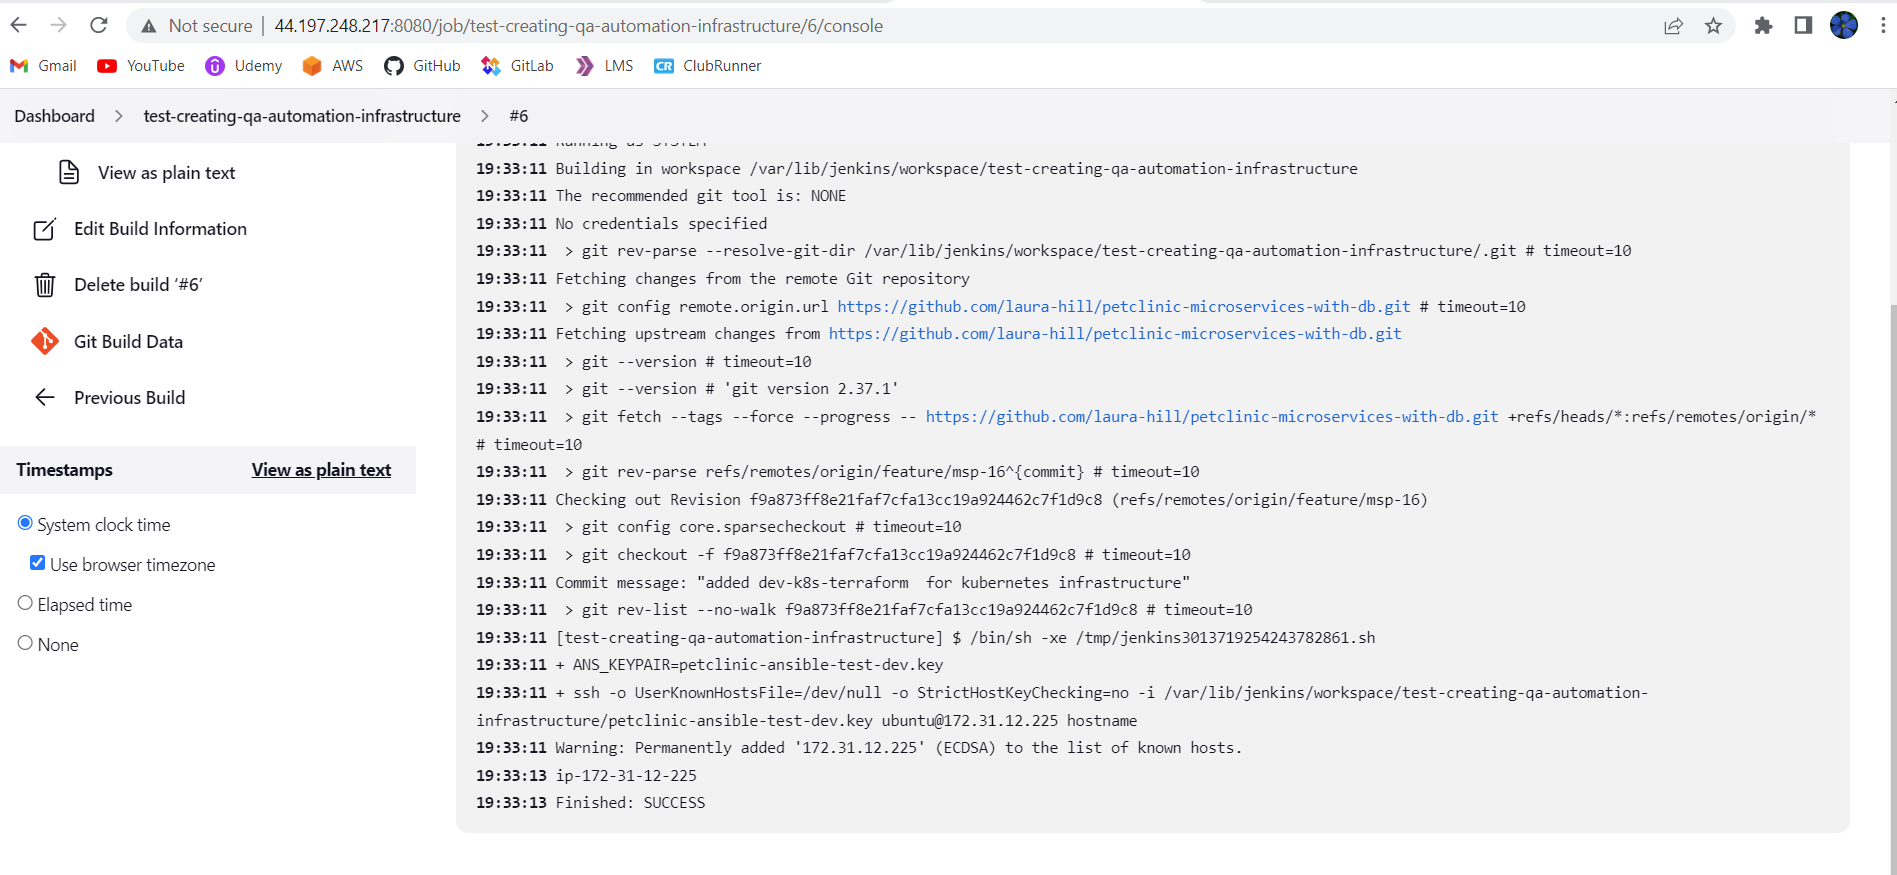 Not secure | 44.197.248.217:8080/job/test-creating-qa-automation-infrastructure/6/console
Gmail YouTube Udemy AWS GitHub GitLab LMS CR ClubRunner
Dashboard > test-creating-qa-automation-infrastructure > #6
View as plain text
Edit Build Information
Delete build ‘#6’
Git Build Data
Previous Build
Timestamps View as plain text
System clock time
Use browser timezone
Elapsed time
None
19:33:11 Running as SYSTEM
19:33:11 Building in workspace /var/lib/jenkins/workspace/test-creating-qa-automation-infrastructure
19:33:11 The recommended git tool is: NONE
19:33:11 No credentials specified
19:33:11  > git rev-parse --resolve-git-dir /var/lib/jenkins/workspace/test-creating-qa-automation-infrastructure/.git # timeout=10
19:33:11 Fetching changes from the remote Git repository
19:33:11  > git config remote.origin.url https://github.com/laura-hill/petclinic-microservices-with-db.git # timeout=10
19:33:11 Fetching upstream changes from https://github.com/laura-hill/petclinic-microservices-with-db.git
19:33:11  > git --version # timeout=10
19:33:11  > git --version # 'git version 2.37.1'
19:33:11  > git fetch --tags --force --progress -- https://github.com/laura-hill/petclinic-microservices-with-db.git +refs/heads/*:refs/remotes/origin/*
# timeout=10
19:33:11  > git rev-parse refs/remotes/origin/feature/msp-16^{commit} # timeout=10
19:33:11 Checking out Revision f9a873ff8e21faf7cfa13cc19a924462c7f1d9c8 (refs/remotes/origin/feature/msp-16)
19:33:11  > git config core.sparsecheckout # timeout=10
19:33:11  > git checkout -f f9a873ff8e21faf7cfa13cc19a924462c7f1d9c8 # timeout=10
19:33:11 Commit message: "added dev-k8s-terraform  for kubernetes infrastructure"
19:33:11  > git rev-list --no-walk f9a873ff8e21faf7cfa13cc19a924462c7f1d9c8 # timeout=10
19:33:11 [test-creating-qa-automation-infrastructure] $ /bin/sh -xe /tmp/jenkins3013719254243782861.sh
19:33:11 + ANS_KEYPAIR=petclinic-ansible-test-dev.key
19:33:11 + ssh -o UserKnownHostsFile=/dev/null -o StrictHostKeyChecking=no -i /var/lib/jenkins/workspace/test-creating-qa-automation-
infrastructure/petclinic-ansible-test-dev.key ubuntu@172.31.12.225 hostname
19:33:11 Warning: Permanently added '172.31.12.225' (ECDSA) to the list of known hosts.
19:33:13 ip-172-31-12-225
19:33:13 Finished: SUCCESS